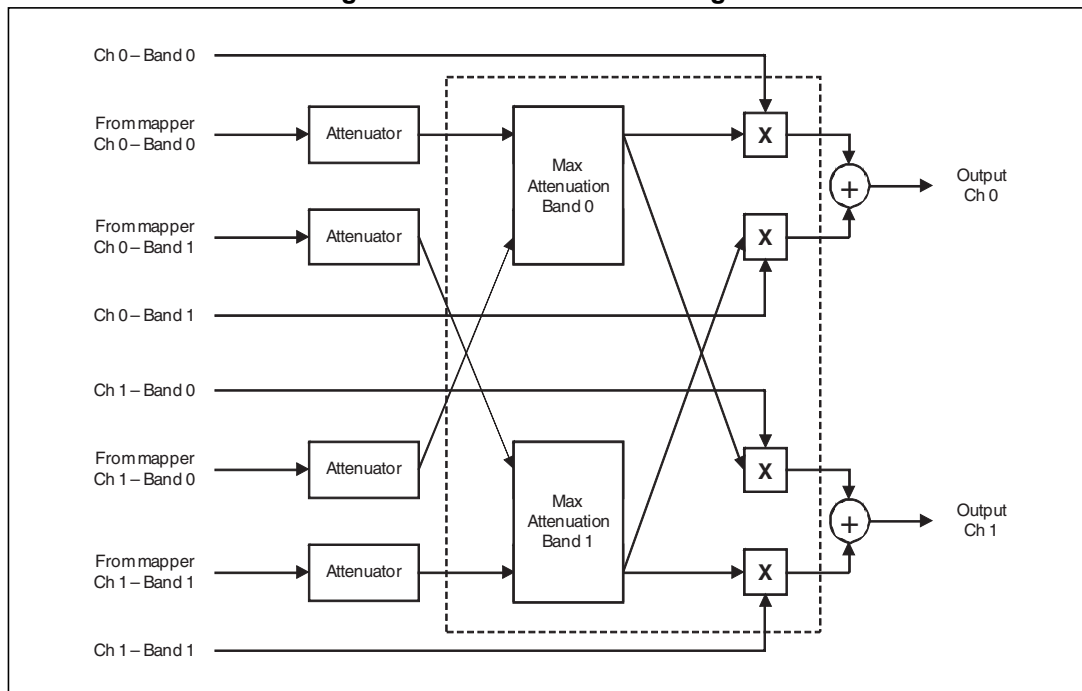 Ch 0 – Band 0
From mapper
Ch 0 – Band 0
Attenuator
From mapper
Ch 0 – Band 1
Attenuator
Max
Attenuation
Band 0
X
X
+
Output
Ch 0
Ch 0 – Band 1
Ch 1 – Band 0
From mapper
Ch 1 – Band 0
Attenuator
From mapper
Ch 1 – Band 1
Attenuator
Max
Attenuation
Band 1
X
X
+
Output
Ch 1
Ch 1 – Band 1